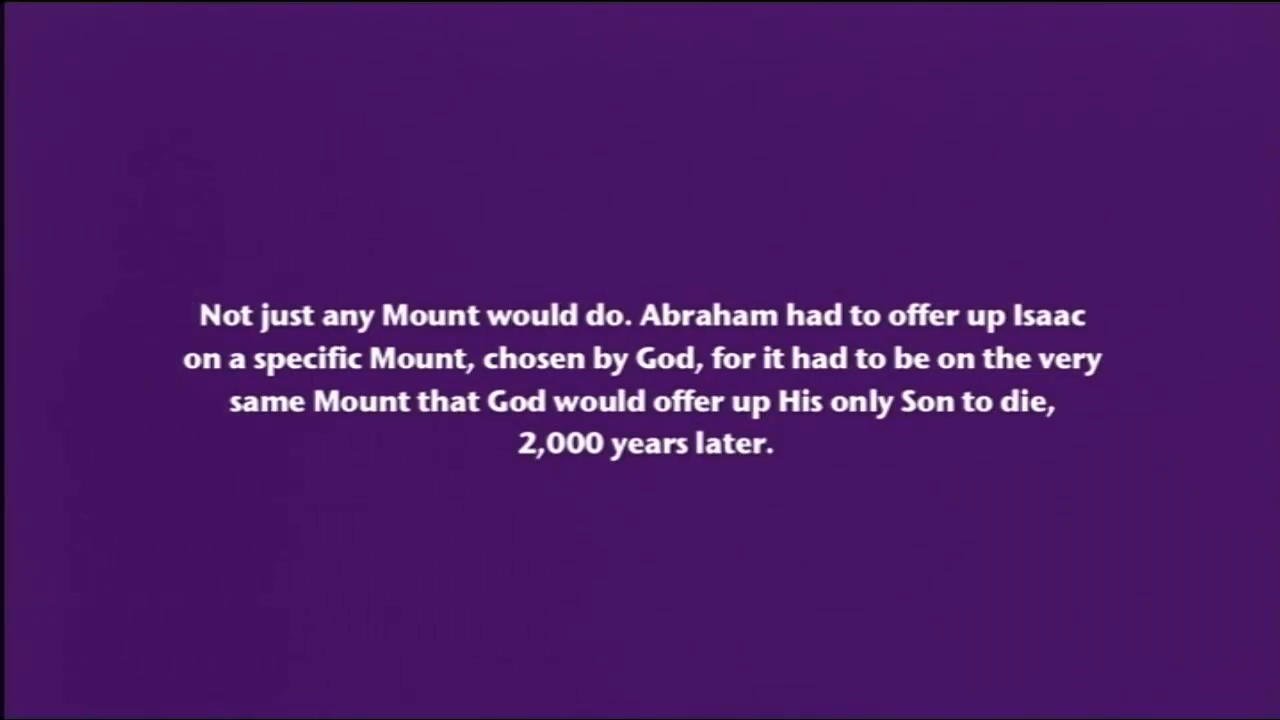 Not just any Mount would do. Abraham had to offer up Isaac
on a specific Mount, chosen by God, for it had to be on the very
same Mount that God would offer up His only Son to die,
2,000 years later.